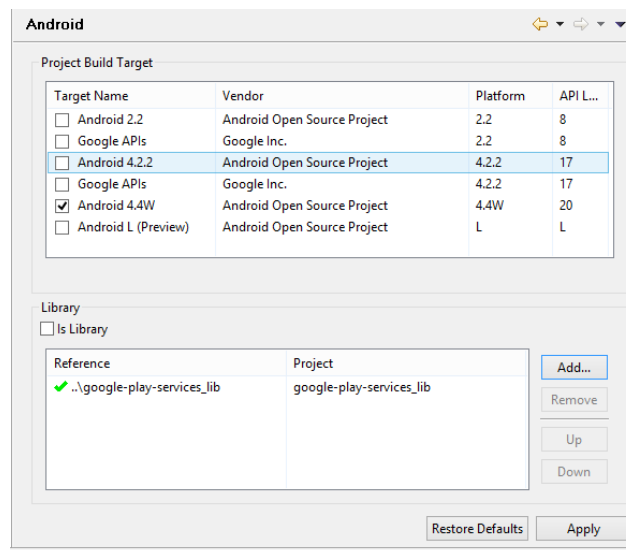 Android
Project Build Target
Target Name Vendor Platform API L...
Android 2.2 Android Open Source Project 2.2 8
Google APIs Google Inc. 2.2 8
Android 4.2.2 Android Open Source Project 4.2.2 17
Google APIs Google Inc. 4.2.2 17
Android 4.4W Android Open Source Project 4.4W 20
Android L (Preview) Android Open Source Project L L
Library
Is Library
Reference Project
..\google-play-services_lib google-play-services_lib
Add...
Remove
Up
Down
Restore Defaults Apply